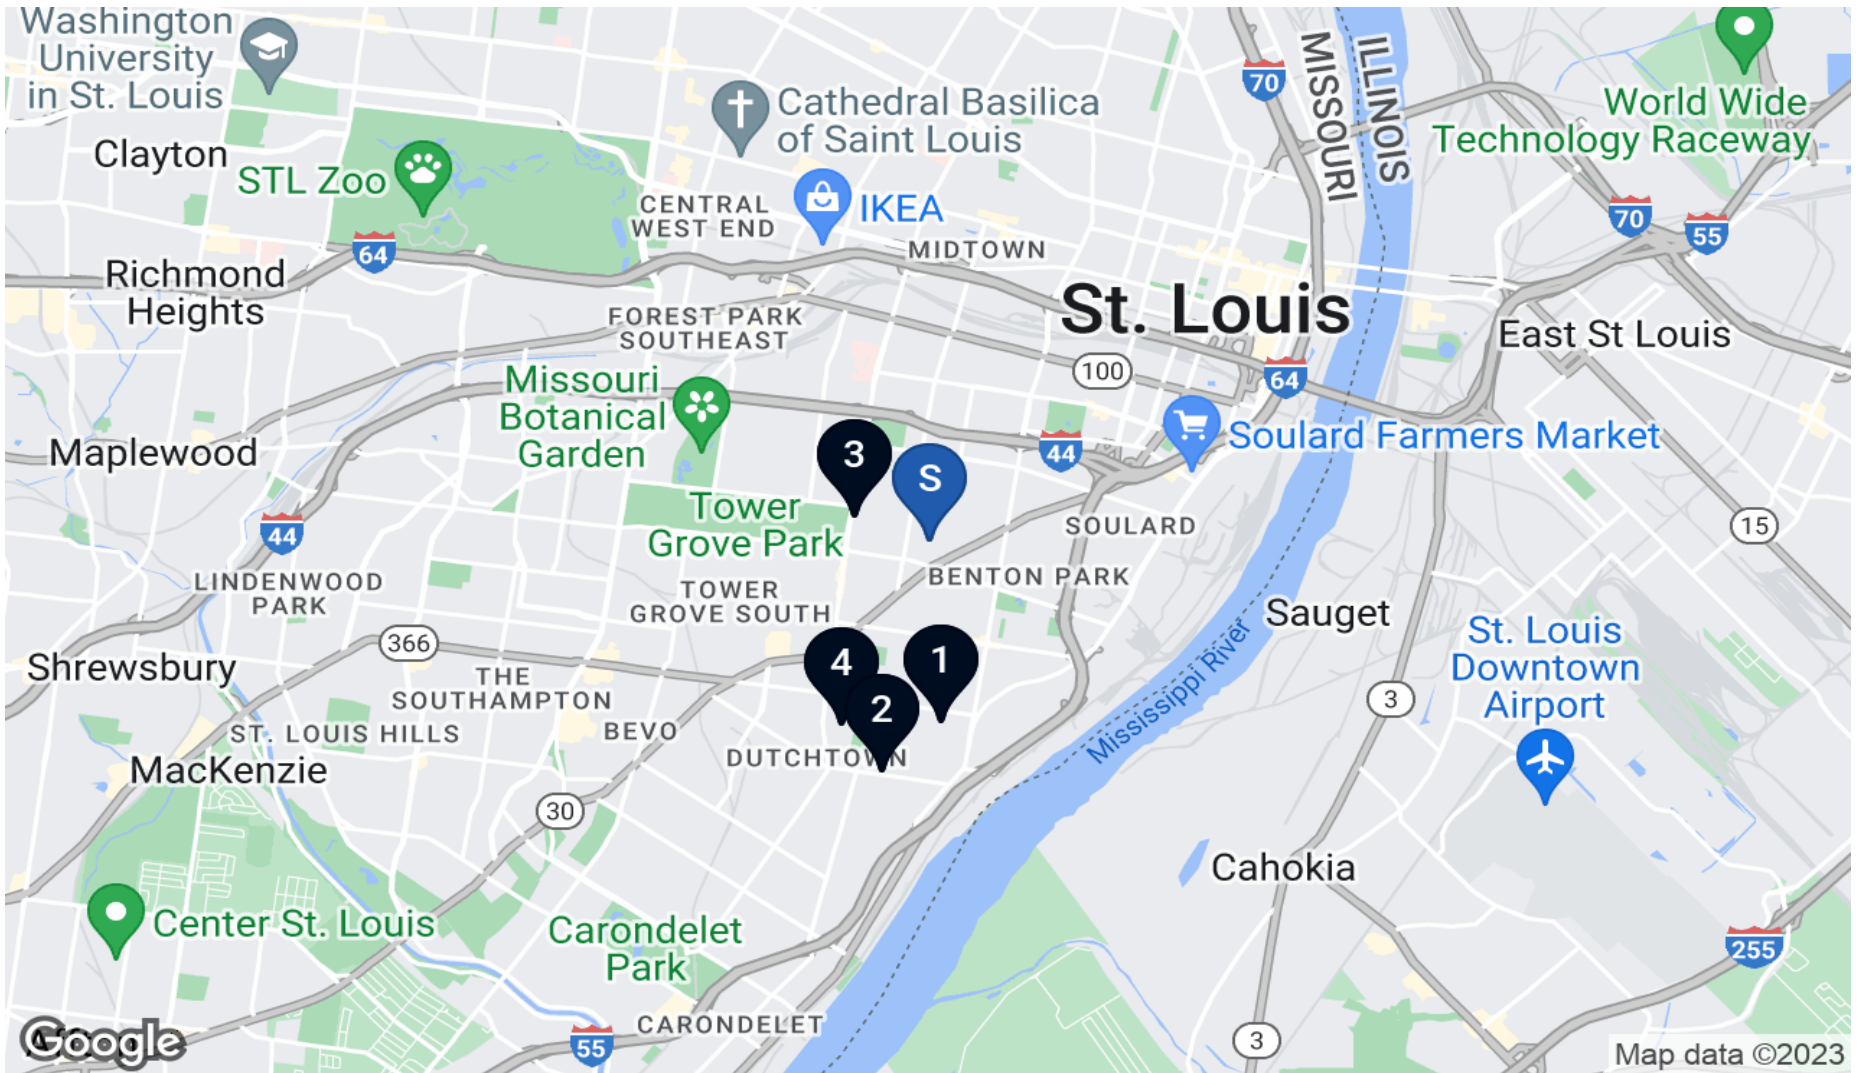 Washington
University
in St. Louis
Clayton
STL Zoo
Cathedral Basilica
of Saint Louis
IKEA
CENTRAL
WEST END
MIDTOWN
70
MISSOURI
ILLINOIS
World Wide
Technology Raceway
70
55
64
Richmond
Heights
FOREST PARK
SOUTHEAST
St. Louis
East St Louis
100
64
Missouri
Botanical
Garden
Maplewood
3
S
44
Soulard Farmers Market
44
Tower
Grove Park
SOULARD
15
LINDENWOOD
PARK
TOWER
GROVE SOUTH
BENTON PARK
Sauget
366
Shrewsbury
THE
SOUTHAMPTON
4
1
2
Mississippi River
St. Louis
Downtown
Airport
3
ST. LOUIS HILLS
BEVO
DUTCHTOWN
MacKenzie
30
Cahokia
Center St. Louis
Carondelet
Park
255
CARONDELET
55
3
Google
Map data ©2023